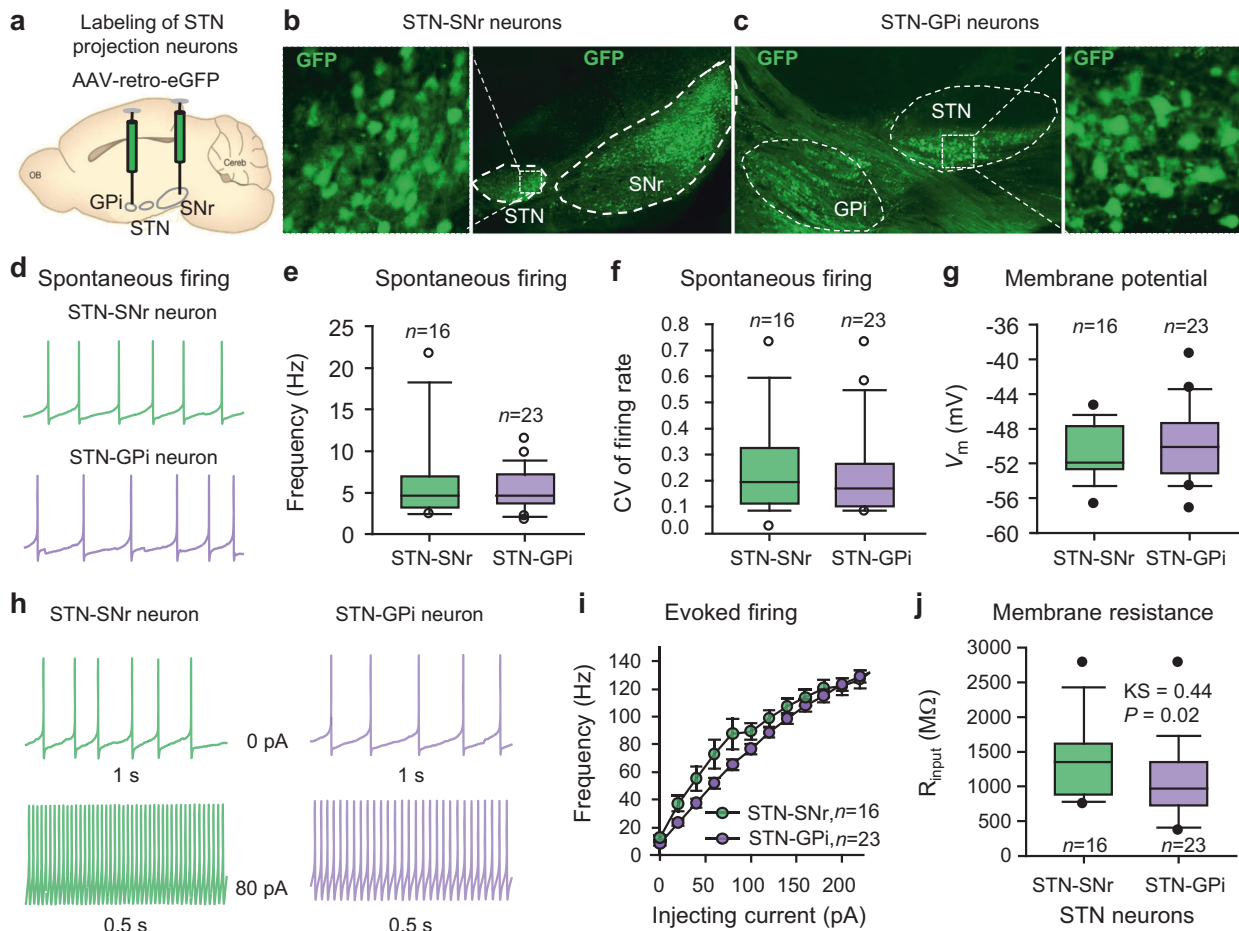 a
Labeling of STN
projection neurons
AAV-retro-eGFP
OB
Cereb
GPi
STN
SNr
b
STN-SNr neurons
GFP
GFP
SNr
STN
c
STN-GPi neurons
GFP
STN
GPi
GFP
d
Spontaneous firing
STN-SNr neuron
STN-GPi neuron
e
Spontaneous firing
Frequency (Hz)
25
20
15
10
5
0
n=16
n=23
STN-SNr
STN-GPi
f
Spontaneous firing
CV of firing rate
0.8
0.7
0.6
0.5
0.4
0.3
0.2
0.1
0.0
n=16
n=23
STN-SNr
STN-GPi
g
Membrane potential
Vm (mV)
-36
-40
-44
-48
-52
-56
-60
n=16
n=23
STN-SNr
STN-GPi
h
STN-SNr neuron
STN-GPi neuron
0 pA
1 s
1 s
80 pA
0.5 s
0.5 s
i
Evoked firing
Frequency (Hz)
140
120
100
80
60
40
20
0
STN-SNr,n=16
STN-GPi,n=23
0
50
100
150
200
Injecting current (pA)
j
Membrane resistance
Rinput (MΩ)
3000
2500
2000
1500
1000
500
0
KS = 0.44
P = 0.02
n=16
n=23
STN-SNr
STN-GPi
STN neurons